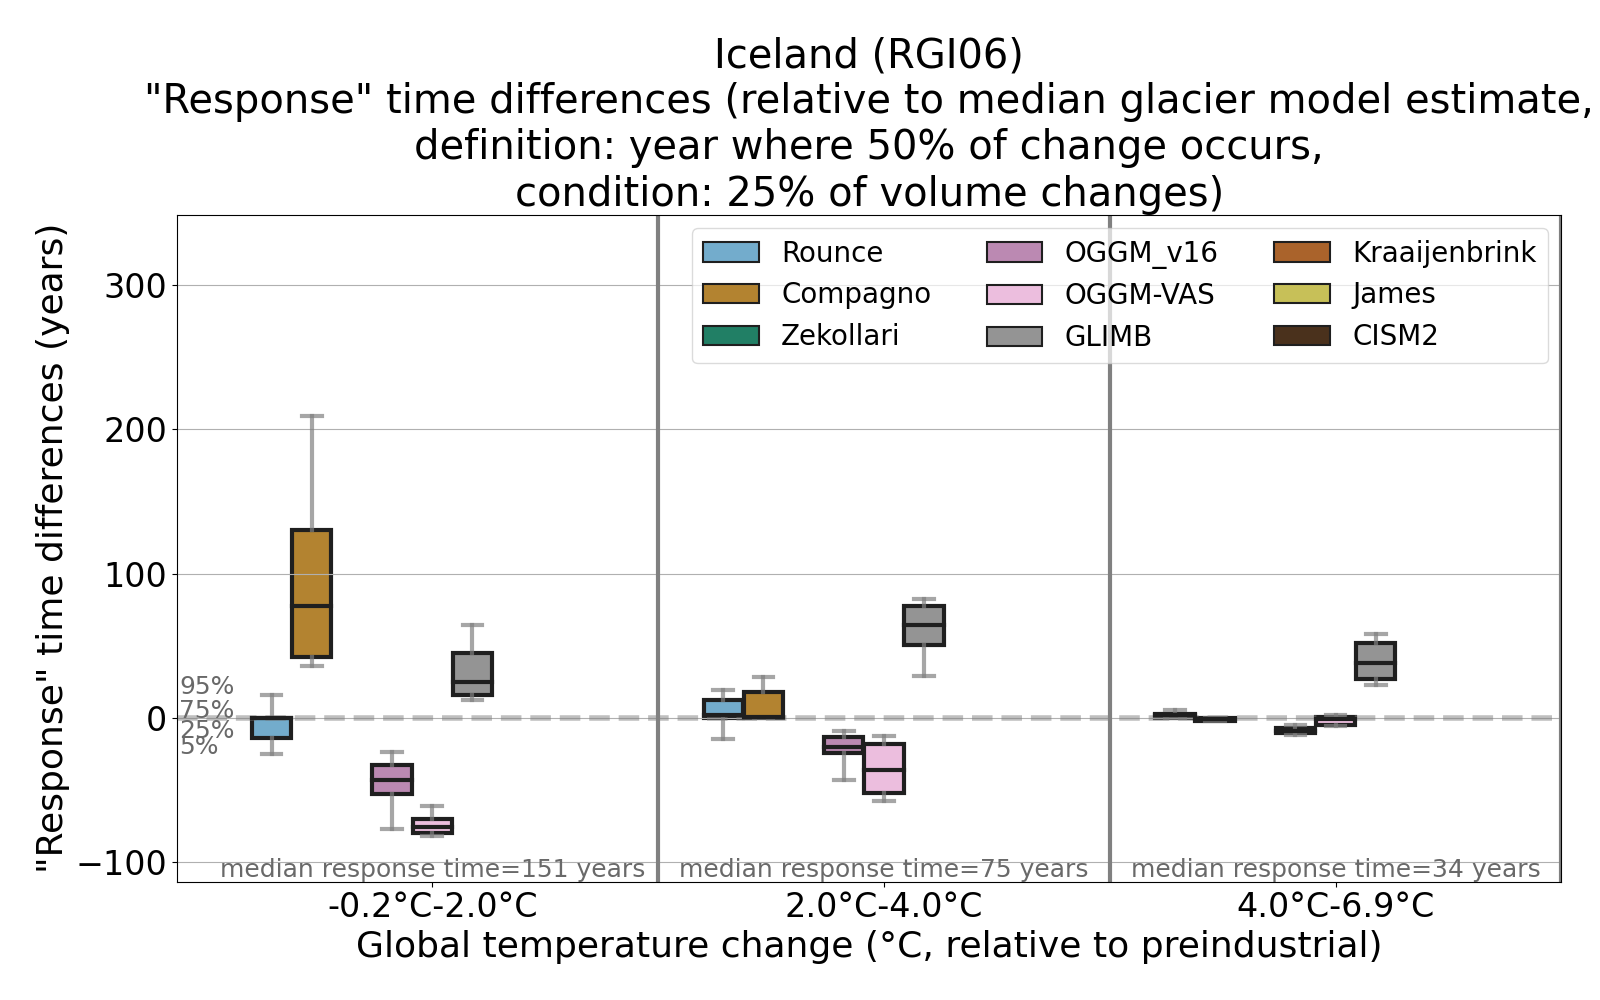 Iceland (RGI06)
"Response" time differences (relative to median glacier model estimate,
definition: year where 50% of change occurs,
condition: 25% of volume changes)
"Response" time differences (years)
300
200
100
0
−100
Rounce
Compagno
Zekollari
OGGM_v16
OGGM-VAS
GLIMB
Kraaijenbrink
James
CISM2
95%
75%
25%
5%
median response time=151 years
median response time=75 years
median response time=34 years
-0.2°C-2.0°C
2.0°C-4.0°C
4.0°C-6.9°C
Global temperature change (°C, relative to preindustrial)